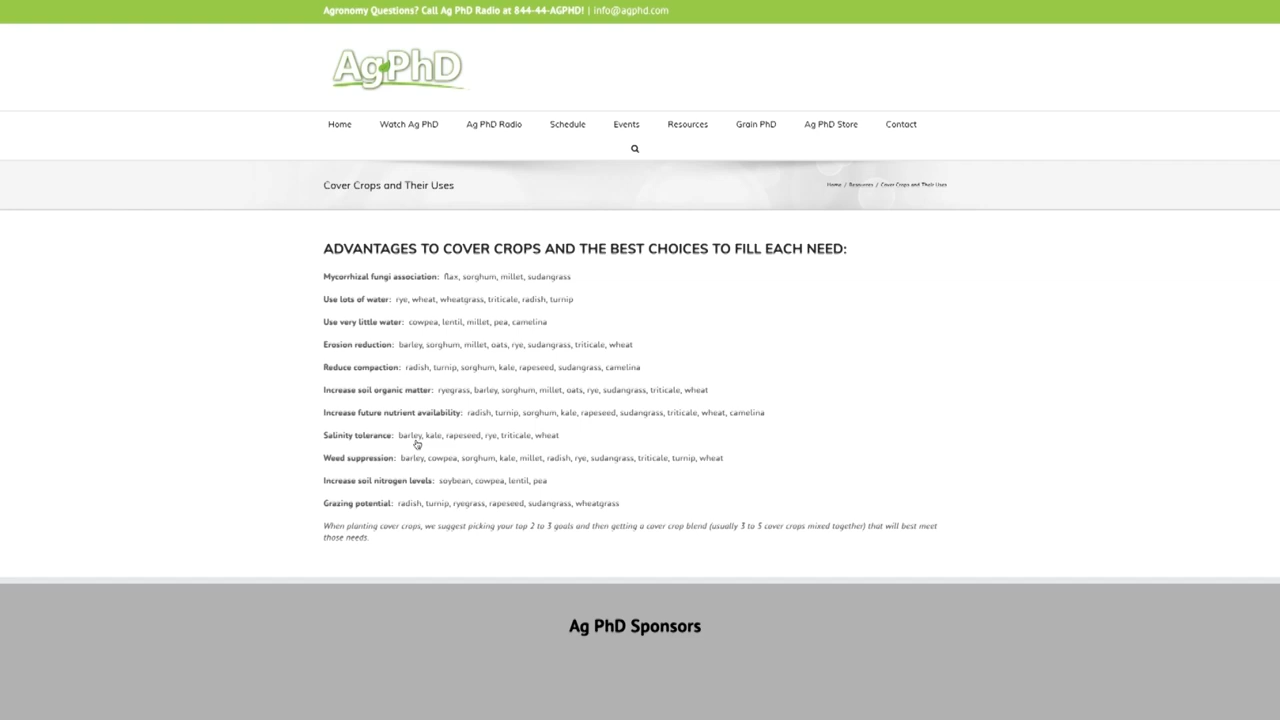 Agronomy Questions? Call Ag PhD Radio at 844-44-AGPHD! | info@agphd.com
AgPhD
Home Watch Ag PhD Ag PhD Radio Schedule Events Resources Grain PhD Ag PhD Store Contact
Cover Crops and Their Uses
Home / Resources / Cover Crops and Their Uses
ADVANTAGES TO COVER CROPS AND THE BEST CHOICES TO FILL EACH NEED:
Mycorrhizal fungi association: flax, sorghum, millet, sudangrass
Use lots of water: rye, wheat, wheatgrass, triticale, radish, turnip
Use very little water: cowpea, lentil, millet, pea, camelina
Erosion reduction: barley, sorghum, millet, oats, rye, sudangrass, triticale, wheat
Reduce compaction: radish, turnip, sorghum, kale, rapeseed, sudangrass, camelina
Increase soil organic matter: ryegrass, barley, sorghum, millet, oats, rye, sudangrass, triticale, wheat
Increase future nutrient availability: radish, turnip, sorghum, kale, rapeseed, sudangrass, triticale, wheat, camelina
Salinity tolerance: barley, kale, rapeseed, rye, triticale, wheat
Weed suppression: barley, cowpea, sorghum, kale, millet, radish, rye, sudangrass, triticale, turnip, wheat
Increase soil nitrogen levels: soybean, cowpea, lentil, pea
Grazing potential: radish, turnip, ryegrass, rapeseed, sudangrass, wheatgrass
When planting cover crops, we suggest picking your top 2 to 3 goals and then getting a cover crop blend (usually 3 to 5 cover crops mixed together) that will best meet
those needs.
Ag PhD Sponsors